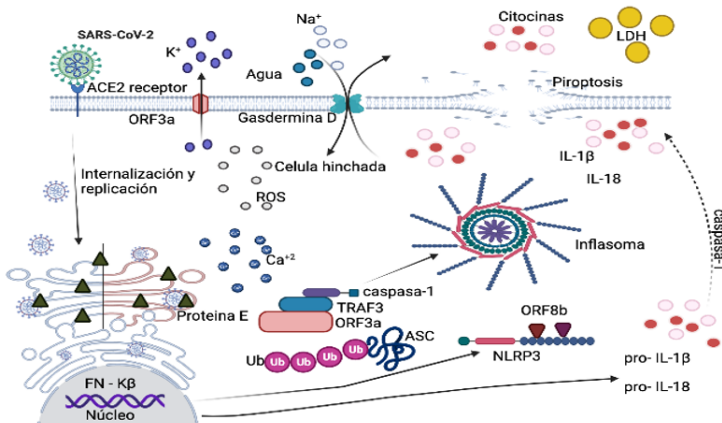 SARS-CoV-2
K⁺
Na⁺
Citocinas
LDH
ACE2 receptor
Agua
Piroptosis
ORF3a
Gasdermina D
Internalización y
replicación
Celula hinchada
IL-1β
IL-18
ROS
Inflasoma
Ca⁺²
caspasa-1
Proteina E
TRAF3
ORF3a
ORF8b
ASC
Ub
Ub
Ub
Ub
Ub
NLRP3
pro- IL-1β
pro- IL-18
FN - Kβ
Núcleo